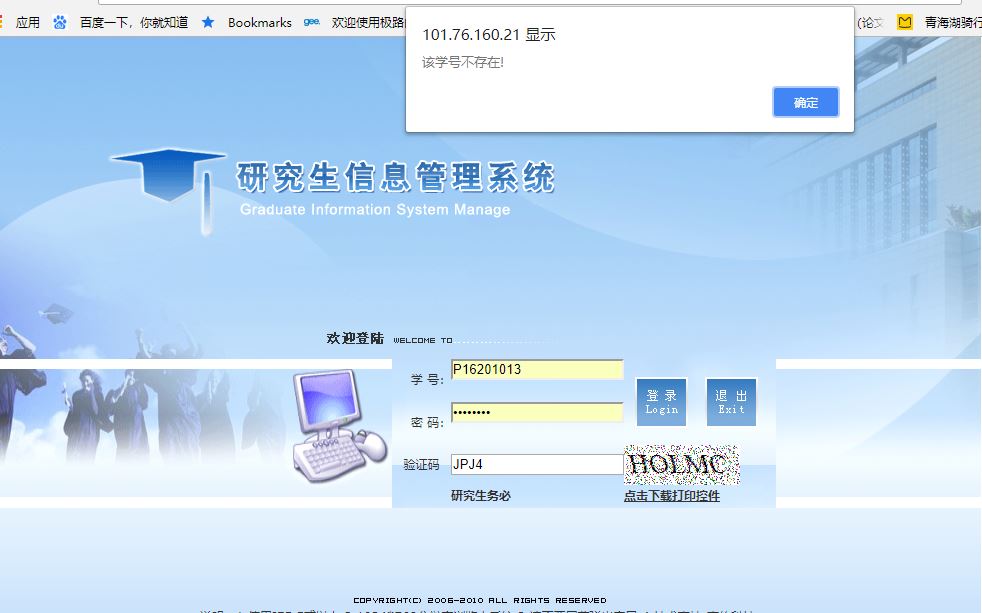 应用 百度一下，你就知道 Bookmarks gee. 欢迎使用极路 (论文 青海湖骑行
101.76.160.21 显示
该学号不存在!
确定
研究生信息管理系统
Graduate Information System Manage
欢迎登陆 WELCOME TO
学 号: P16201013
登 录 Login
退 出 Exit
密 码: ••••••••
验证码 JPJ4 HOLMC
研究生务必 点击下载打印控件
COPYRIGHT(C) 2006-2010 ALL RIGHTS RESERVED